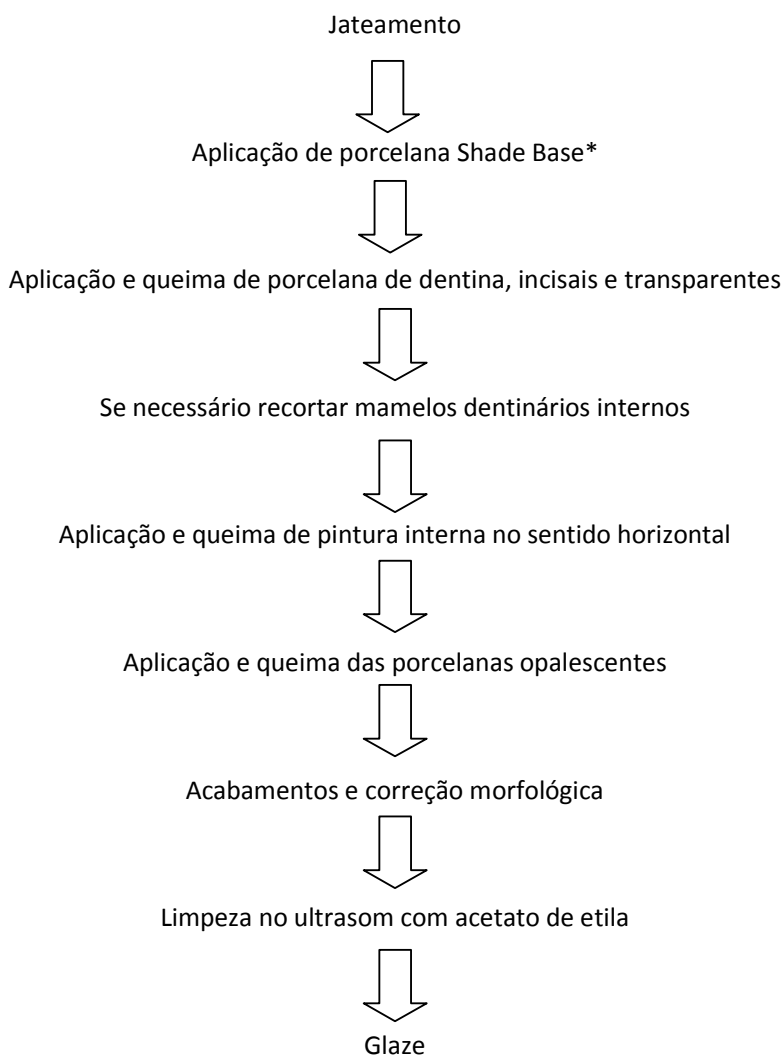 Jateamento
Aplicação de porcelana Shade Base*
Aplicação e queima de porcelana de dentina, incisais e transparentes
Se necessário recortar mamelos dentinários internos
Aplicação e queima de pintura interna no sentido horizontal
Aplicação e queima das porcelanas opalescentes
Acabamentos e correção morfológica
Limpeza no ultrasom com acetato de etila
Glaze